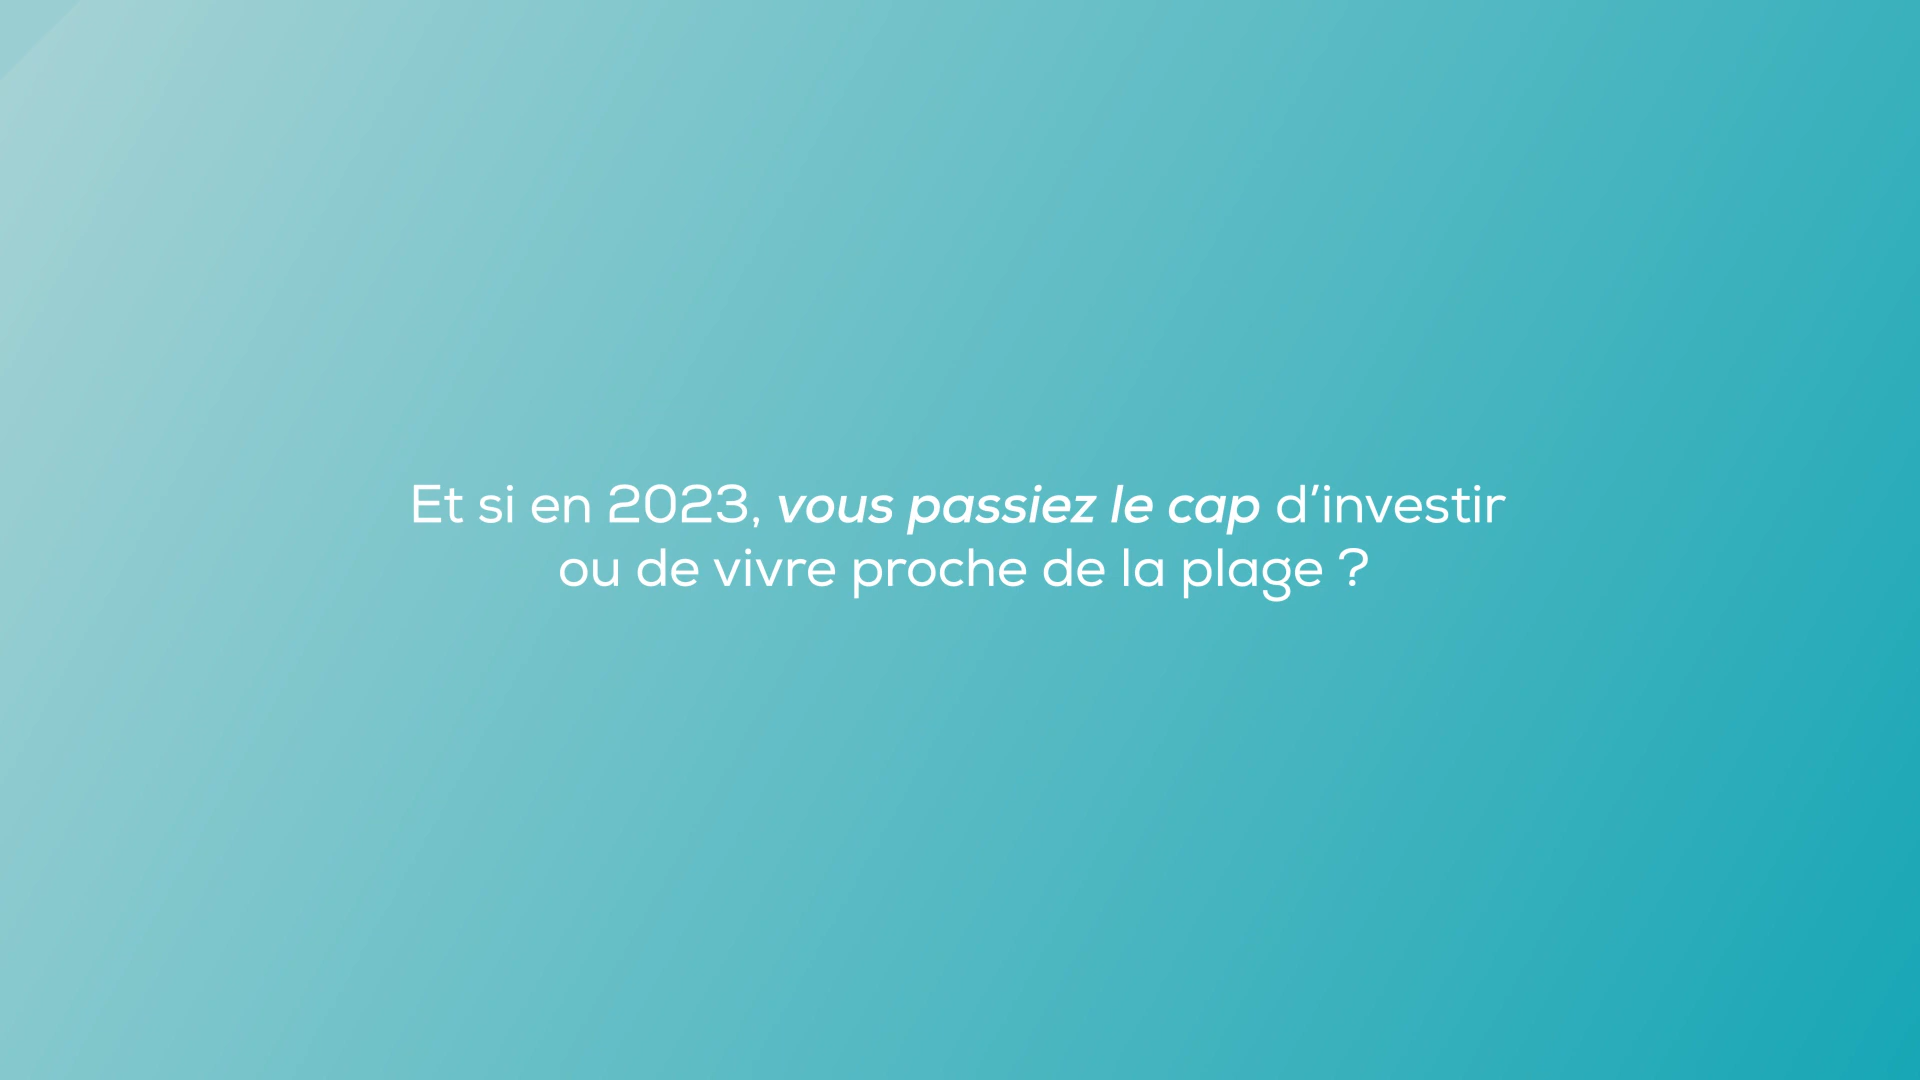 Et si en 2023, vous passiez le cap d’investir
ou de vivre proche de la plage ?